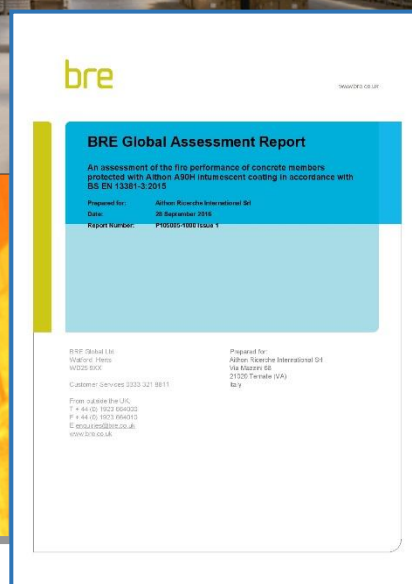 bre
www.bre.co.uk
BRE Global Assessment Report
An assessment of the fire performance of concrete members
protected with Aithon A90H intumescent coating in accordance with
BS EN 13381-3:2015
Prepared for: Aithon Ricerche International Srl
Date: 26 September 2016
Report Number: P105005-1000 Issue 1
BRE Global Ltd
Watford, Herts
WD25 9XX
Customer Services 0333 321 8811
From outside the UK:
T + 44 (0) 1923 664000
F + 44 (0) 1923 664010
E enquiries@bre.co.uk
www.bre.co.uk
Prepared for:
Aithon Ricerche International Srl
Via Mazzini 68
21020 Ternate (VA)
Italy